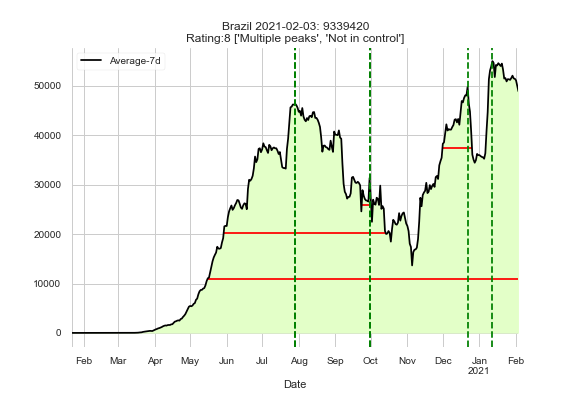 Brazil 2021-02-03: 9339420
Rating:8 ['Multiple peaks', 'Not in control']
Average-7d
50000
40000
30000
20000
10000
0
Feb Mar Apr May Jun Jul Aug Sep Oct Nov Dec Jan Feb
2021
Date